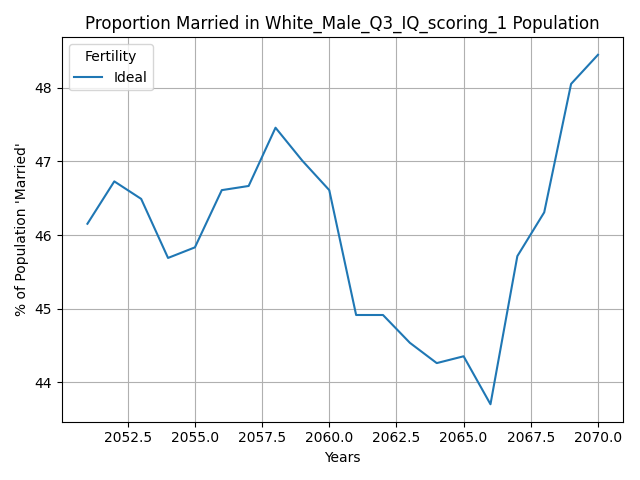 Proportion Married in White_Male_Q3_IQ_scoring_1 Population
Fertility
Ideal
% of Population 'Married'
48
47
46
45
44
2052.5 2055.0 2057.5 2060.0 2062.5 2065.0 2067.5 2070.0
Years